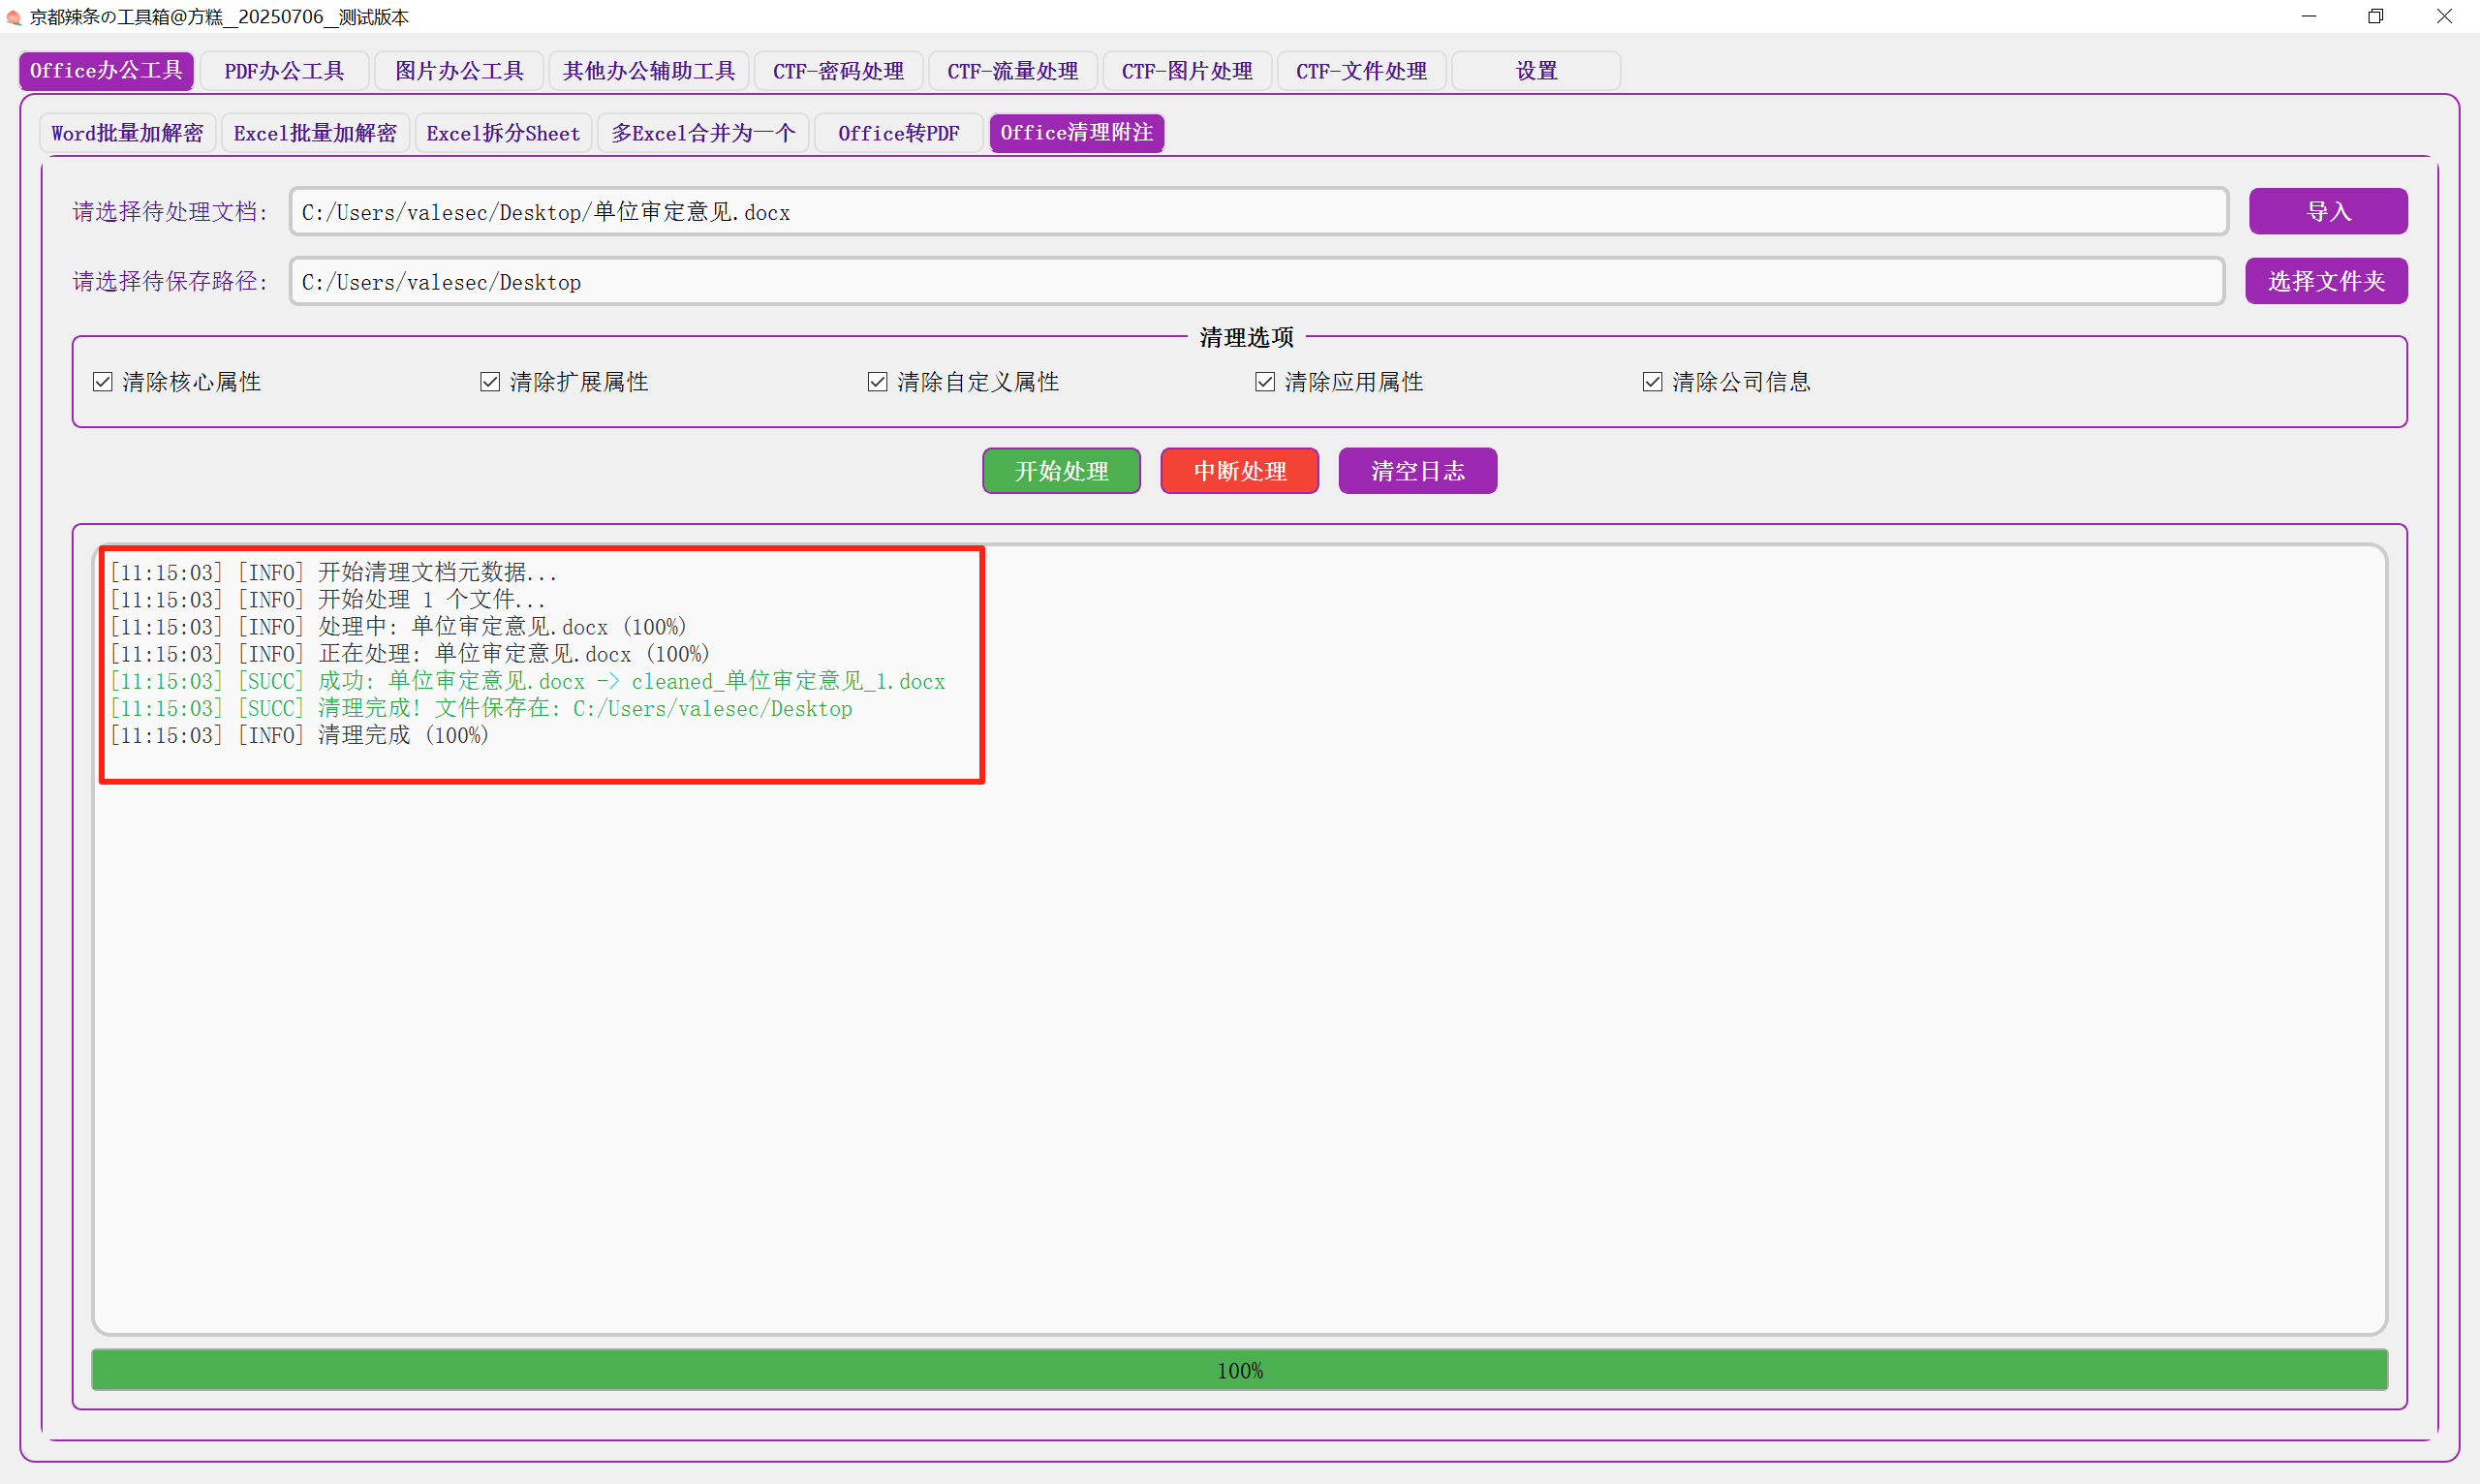 京都辣条の工具箱@方糕__20250706__测试版本
Office办公工具 PDF办公工具 图片办公工具 其他办公辅助工具 CTF-密码处理 CTF-流量处理 CTF-图片处理 CTF-文件处理 设置
Word批量加解密 Excel批量加解密 Excel拆分Sheet 多Excel合并为一个 Office转PDF Office清理附注
请选择待处理文档: C:/Users/valesec/Desktop/单位审定意见.docx 导入
请选择待保存路径: C:/Users/valesec/Desktop 选择文件夹
清理选项
清除核心属性 清除扩展属性 清除自定义属性 清除应用属性 清除公司信息
开始处理 中断处理 清空日志
[11:15:03] [INFO] 开始清理文档元数据...
[11:15:03] [INFO] 开始处理 1 个文件...
[11:15:03] [INFO] 处理中: 单位审定意见.docx (100%)
[11:15:03] [INFO] 正在处理: 单位审定意见.docx (100%)
[11:15:03] [SUCC] 成功: 单位审定意见.docx -> cleaned_单位审定意见_1.docx
[11:15:03] [SUCC] 清理完成! 文件保存在: C:/Users/valesec/Desktop
[11:15:03] [INFO] 清理完成 (100%)
100%